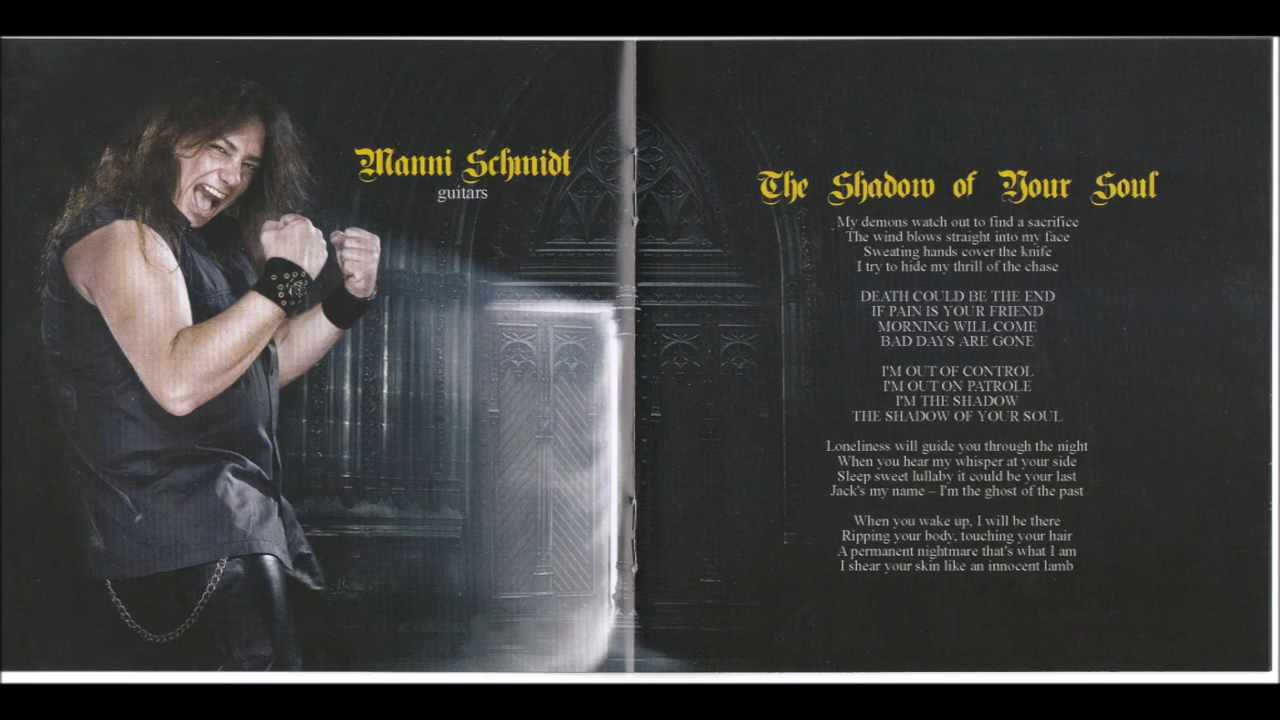 Manni Schmidt
guitars
The Shadow of Your Soul
My demons watch out to find a sacrifice
The wind blows straight into my face
Sweating hands cover the knife
I try to hide my thrill of the chase
DEATH COULD BE THE END
IF PAIN IS YOUR FRIEND
MORNING WILL COME
BAD DAYS ARE GONE
I'M OUT OF CONTROL
I'M OUT ON PATROLE
I'M THE SHADOW
THE SHADOW OF YOUR SOUL
Loneliness will guide you through the night
When you hear my whisper at your side
Sleep sweet lullaby it could be your last
Jack's my name – I'm the ghost of the past
When you wake up, I will be there
Ripping your body, touching your hair
A permanent nightmare that's what I am
I shear your skin like an innocent lamb